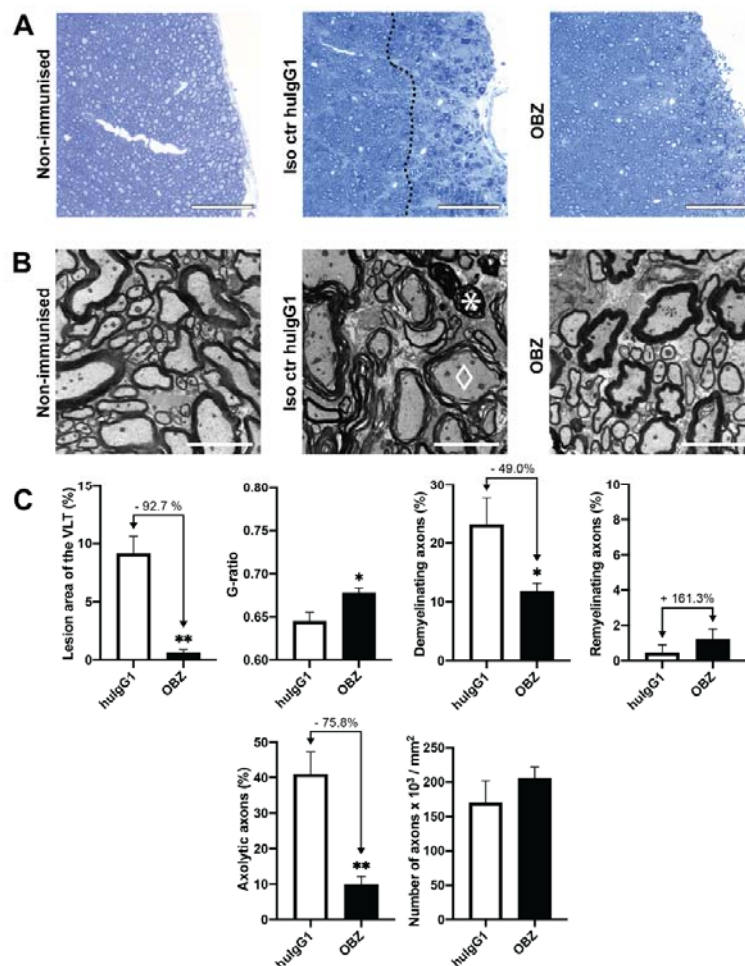 A
Non-immunised
Iso ctr huIgG1
OBZ
B
Non-immunised
Iso ctr huIgG1
*
OBZ
C
Lesion area of the VLT (%)
15
10
5
0
- 92.7 %
**
huIgG1
OBZ
G-ratio
0.80
0.75
0.70
0.65
0.60
*
huIgG1
OBZ
Demyelinating axons (%)
30
20
10
0
- 49.0%
*
huIgG1
OBZ
Remyelinating axons (%)
10
8
6
4
2
0
+ 161.3%
huIgG1
OBZ
Axolytic axons (%)
50
40
30
20
10
0
- 75.8%
**
huIgG1
OBZ
Number of axons x 10³ / mm²
250
200
150
100
50
0
huIgG1
OBZ